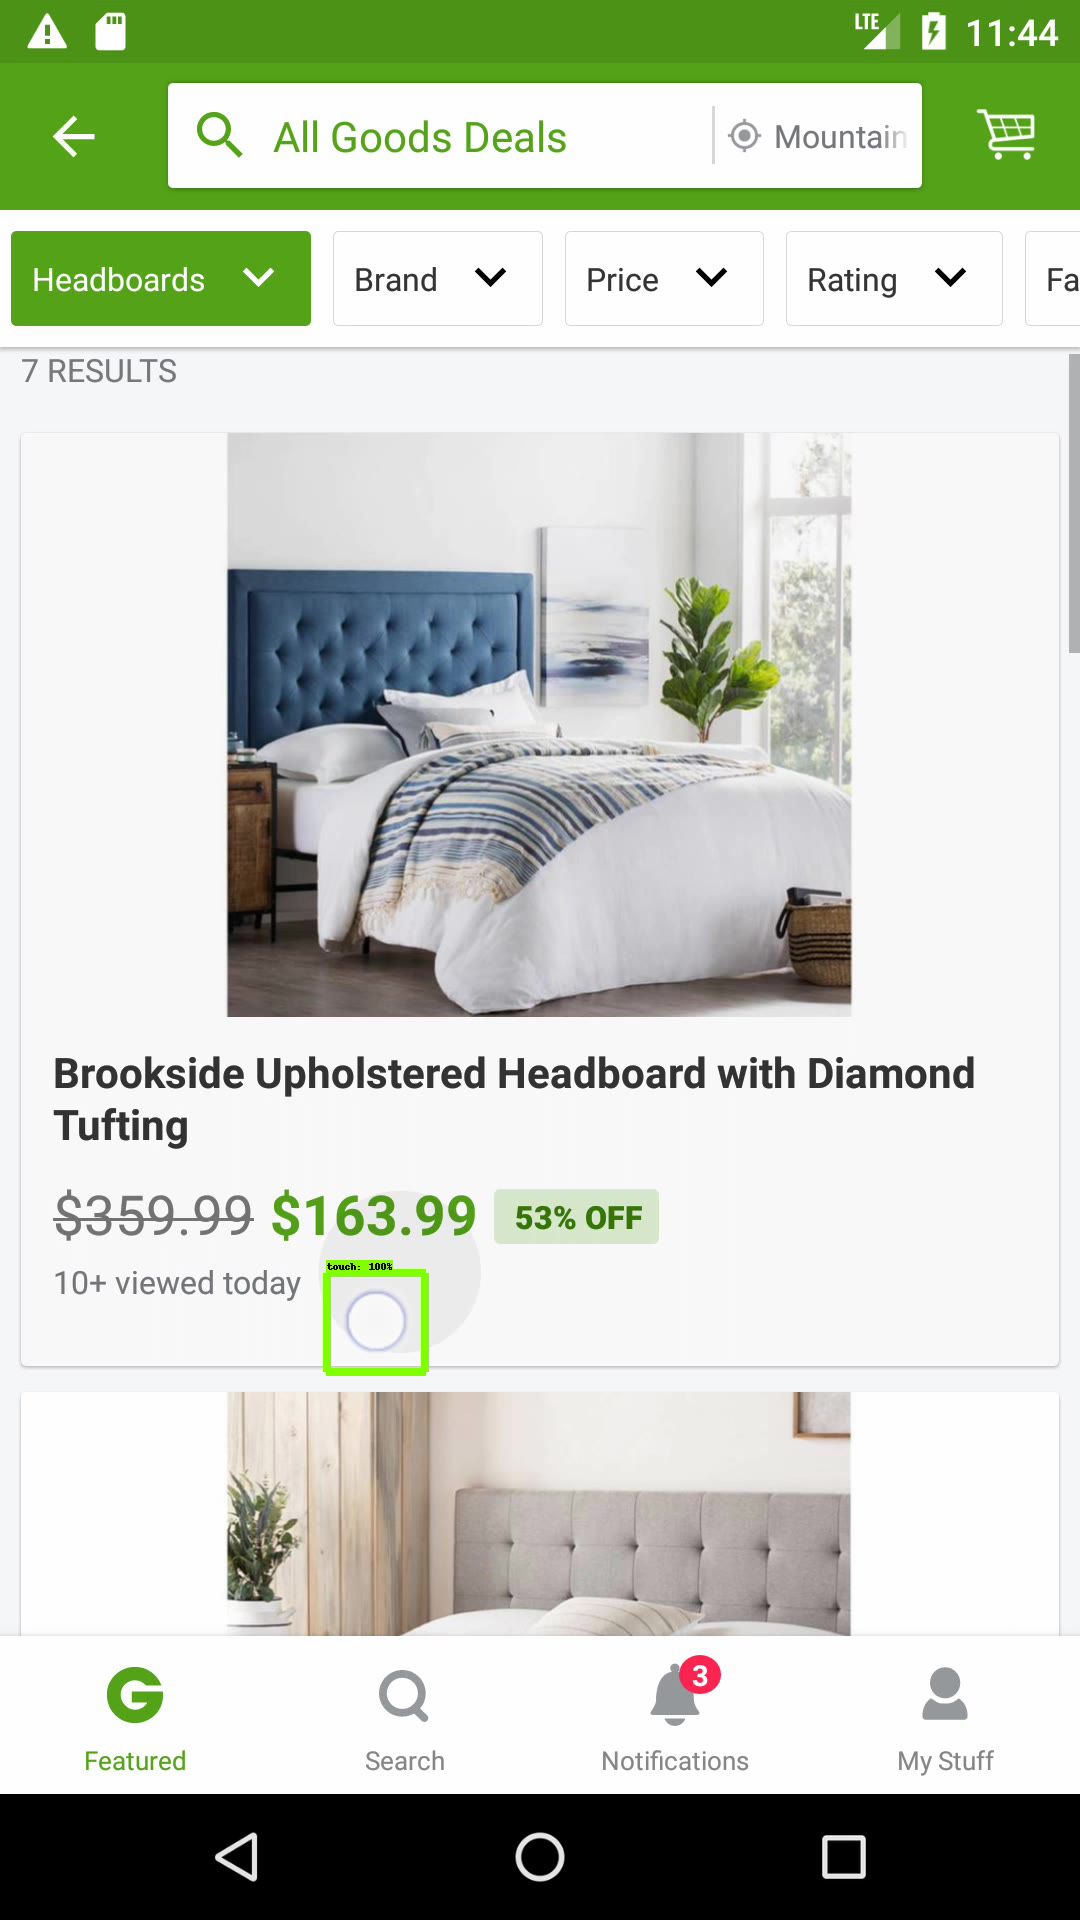 LTE 11:44
All Goods Deals Mountain
Headboards Brand Price Rating Fa
7 RESULTS
Brookside Upholstered Headboard with Diamond
Tufting
$359.99 $163.99 53% OFF
touch: 100%
10+ viewed today
3
Featured Search Notifications My Stuff